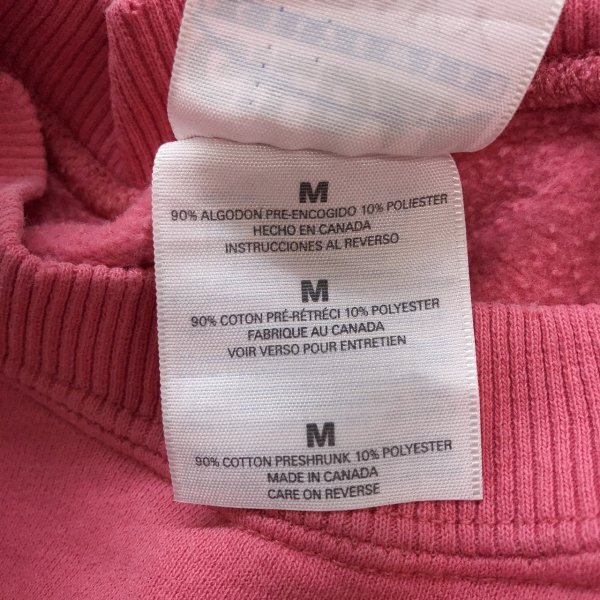 M
90% ALGODON PRE-ENCOGIDO 10% POLIESTER
HECHO EN CANADA
INSTRUCCIONES AL REVERSO
M
90% COTON PRÉ-RÉTRÉCI 10% POLYESTER
FABRIQUE AU CANADA
VOIR VERSO POUR ENTRETIEN
M
90% COTTON PRESHRUNK 10% POLYESTER
MADE IN CANADA
CARE ON REVERSE